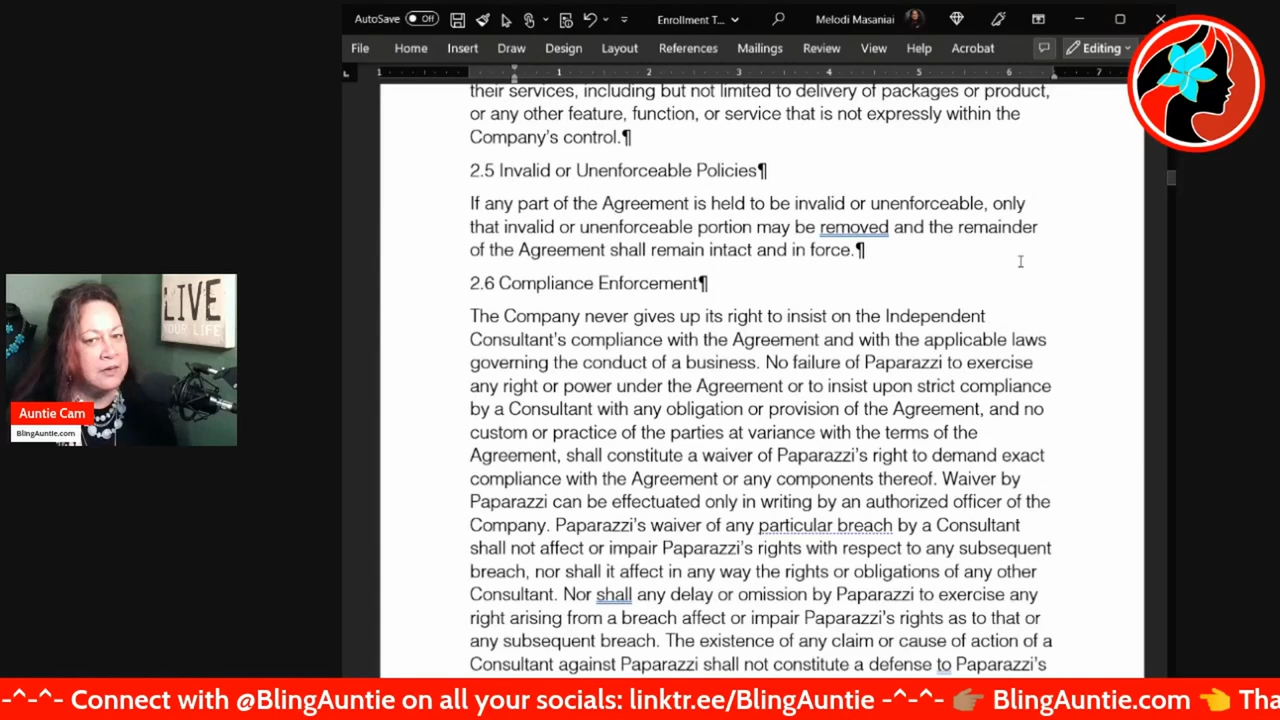 AutoSave Off Enrollment T... Melodi Masaniai
File Home Insert Draw Design Layout References Mailings Review View Help Acrobat Editing
1 1 2 3 4 5 6 7
their services, including but not limited to delivery of packages or product,
or any other feature, function, or service that is not expressly within the
Company's control.¶
2.5 Invalid or Unenforceable Policies¶
If any part of the Agreement is held to be invalid or unenforceable, only
that invalid or unenforceable portion may be removed and the remainder
of the Agreement shall remain intact and in force.¶
2.6 Compliance Enforcement¶
The Company never gives up its right to insist on the Independent
Consultant's compliance with the Agreement and with the applicable laws
governing the conduct of a business. No failure of Paparazzi to exercise
any right or power under the Agreement or to insist upon strict compliance
by a Consultant with any obligation or provision of the Agreement, and no
custom or practice of the parties at variance with the terms of the
Agreement, shall constitute a waiver of Paparazzi's right to demand exact
compliance with the Agreement or any components thereof. Waiver by
Paparazzi can be effectuated only in writing by an authorized officer of the
Company. Paparazzi's waiver of any particular breach by a Consultant
shall not affect or impair Paparazzi's rights with respect to any subsequent
breach, nor shall it affect in any way the rights or obligations of any other
Consultant. Nor shall any delay or omission by Paparazzi to exercise any
right arising from a breach affect or impair Paparazzi's rights as to that or
any subsequent breach. The existence of any claim or cause of action of a
Consultant against Paparazzi shall not constitute a defense to Paparazzi's
LIVE
YOUR LIFE
Auntie Cam
BlingAuntie.com
-^-^- Connect with @BlingAuntie on all your socials: linktr.ee/BlingAuntie -^-^- 👉🏽 BlingAuntie.com 👈 Tha